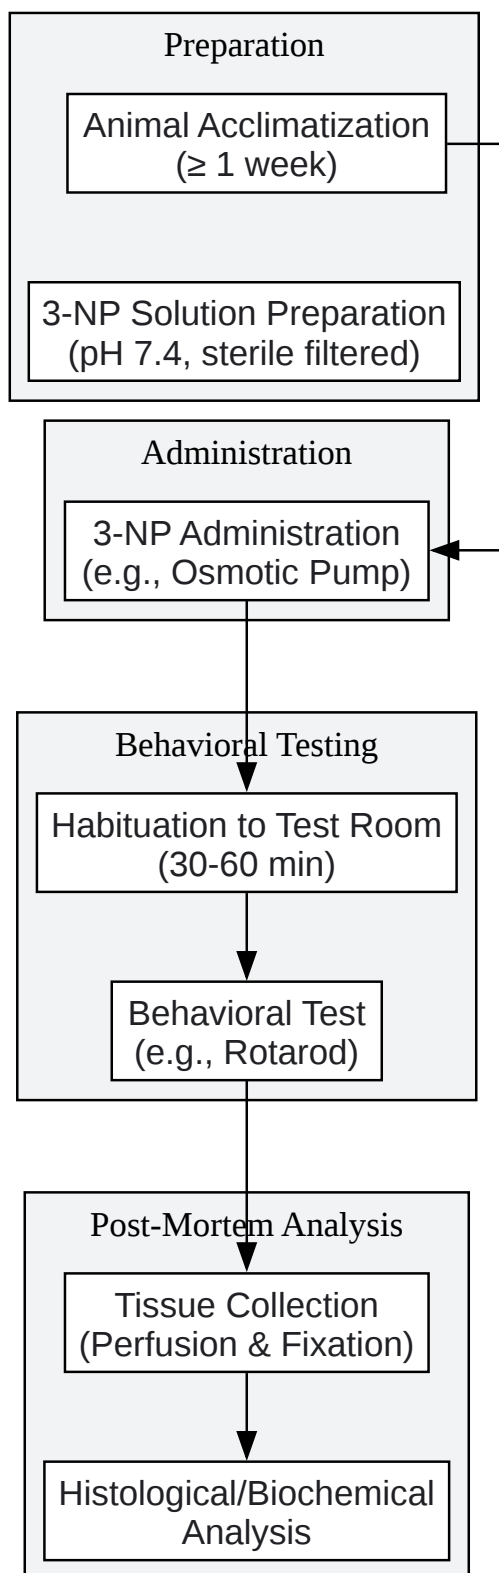 Preparation
Animal Acclimatization
(≥ 1 week)
3-NP Solution Preparation
(pH 7.4, sterile filtered)
Administration
3-NP Administration
(e.g., Osmotic Pump)
Behavioral Testing
Habituation to Test Room
(30-60 min)
Behavioral Test
(e.g., Rotarod)
Post-Mortem Analysis
Tissue Collection
(Perfusion & Fixation)
Histological/Biochemical
Analysis